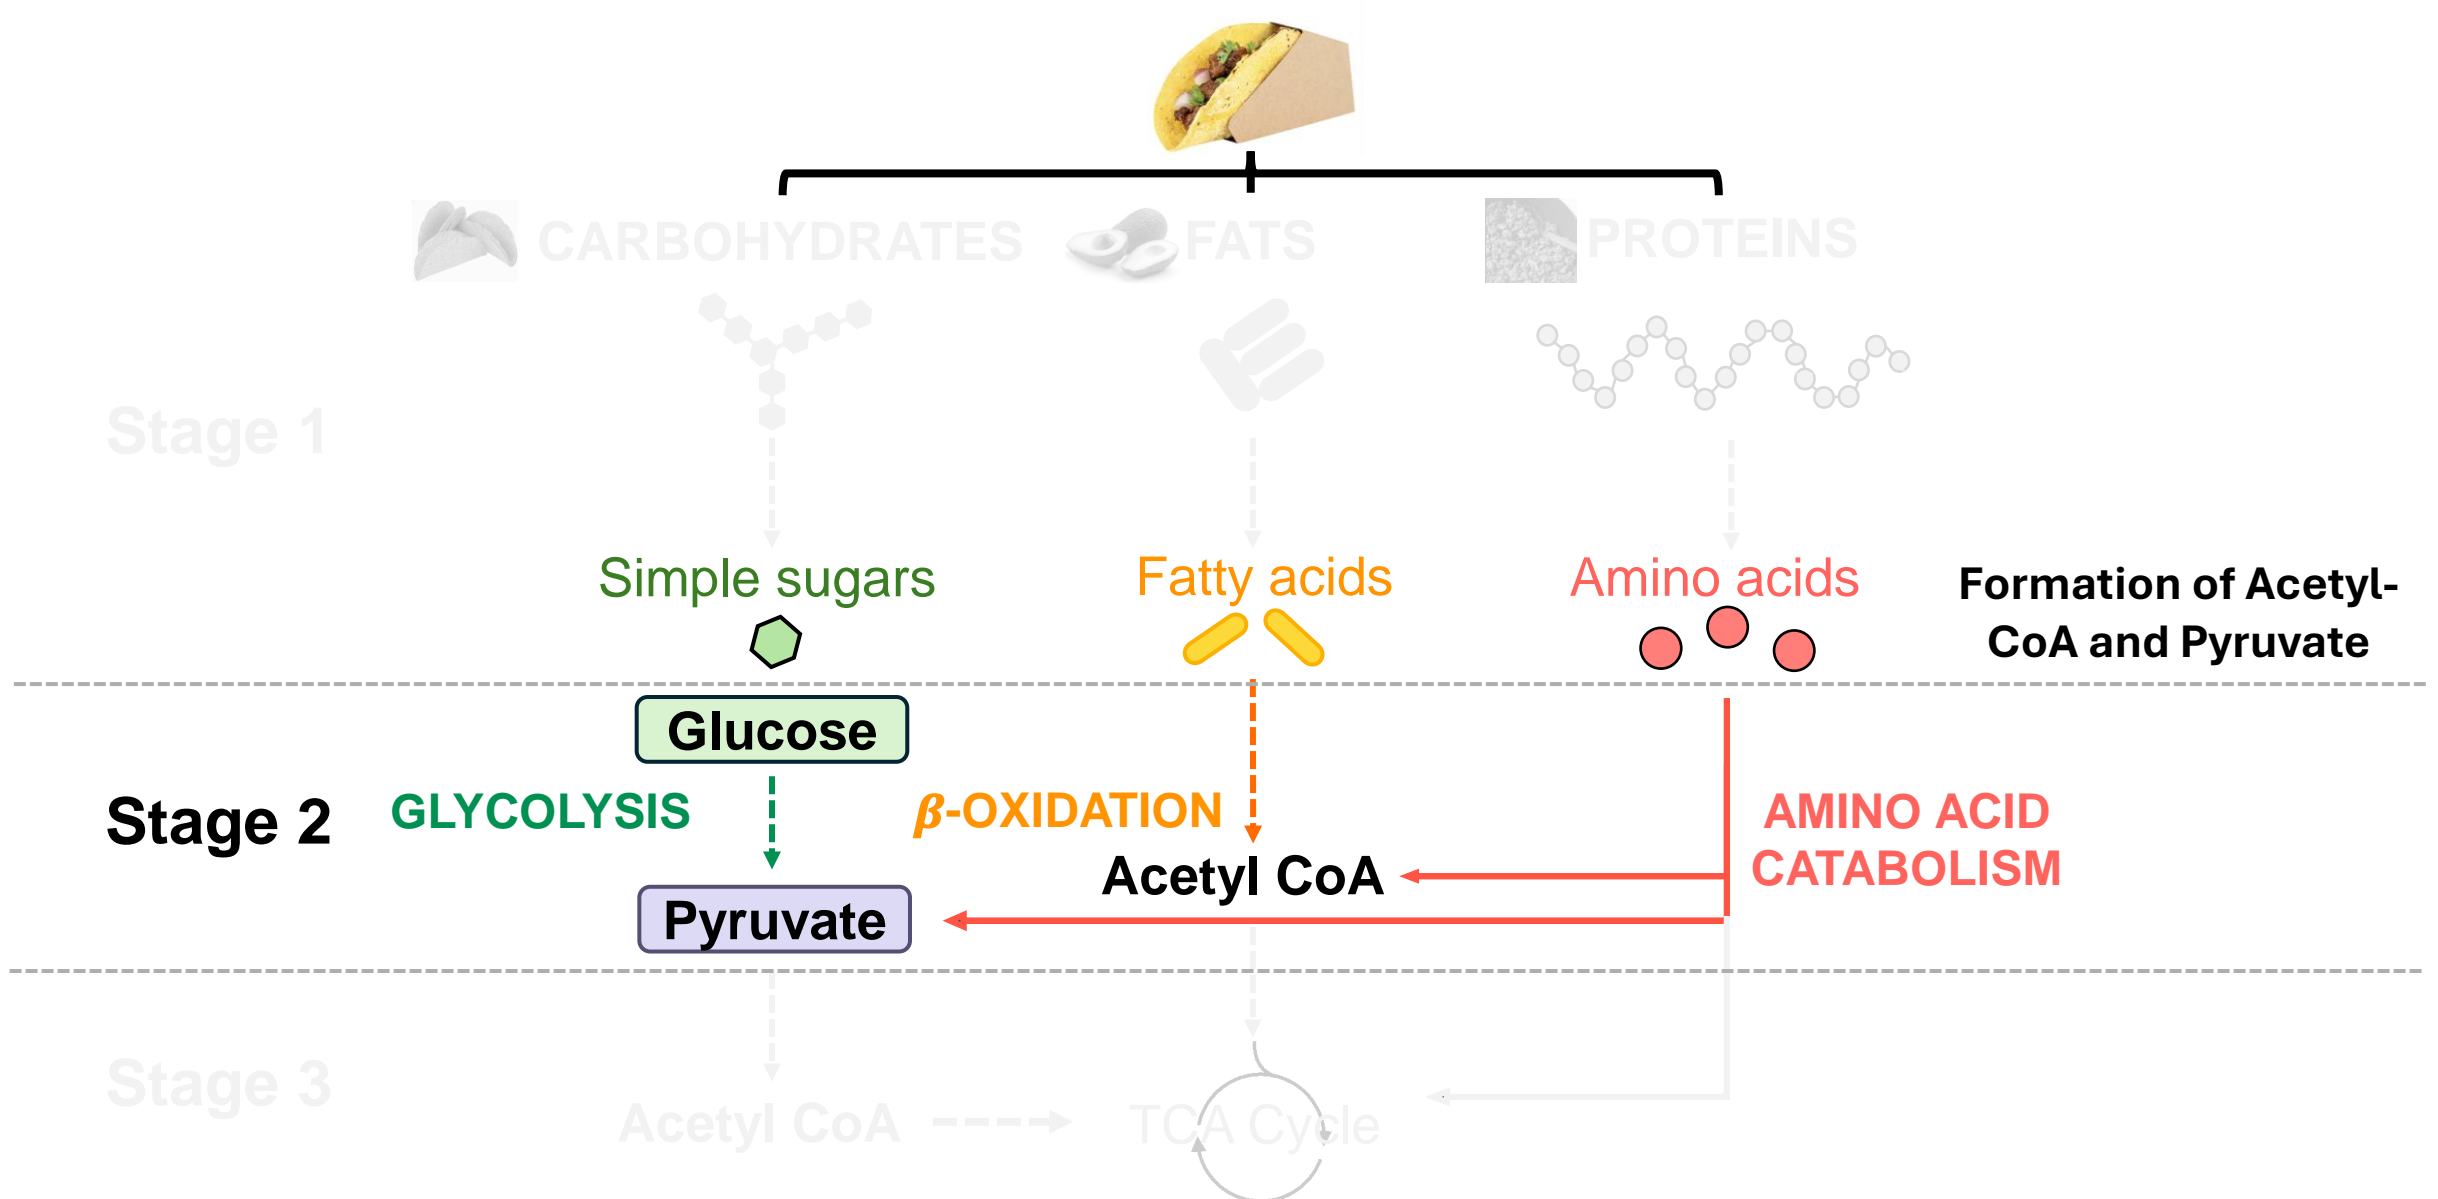 CARBOHYDRATES
FATS
PROTEINS
Stage 1
Simple sugars
Fatty acids
Amino acids
Formation of Acetyl-
CoA and Pyruvate
Glucose
Stage 2
GLYCOLYSIS
β-OXIDATION
AMINO ACID
CATABOLISM
Acetyl CoA
Pyruvate
Stage 3
Acetyl CoA
TCA Cycle